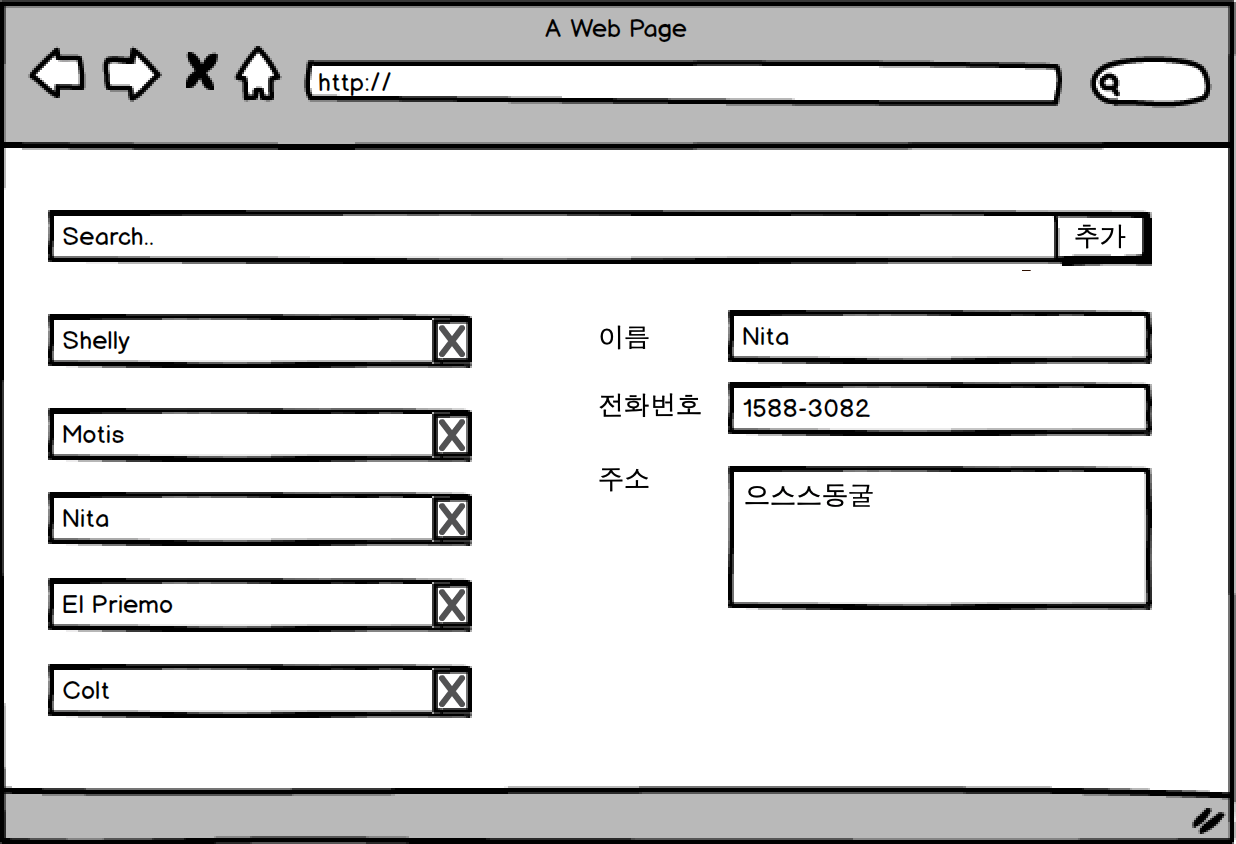 A Web Page
http://
Search..
추가
Shelly
Motis
Nita
El Priemo
Colt
이름
Nita
전화번호
1588-3082
주소
으스스동굴